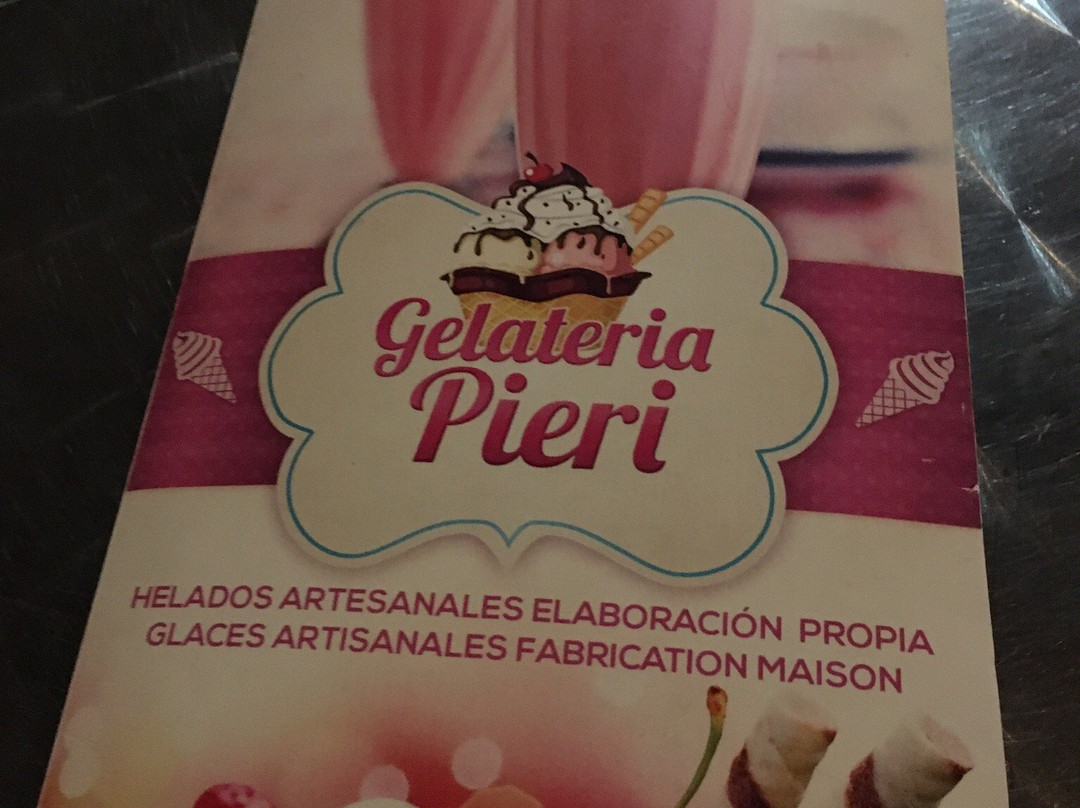 Gelateria
Pieri
HELADOS ARTESANALES ELABORACIÓN PROPIA
GLACES ARTISANALES FABRICATION MAISON